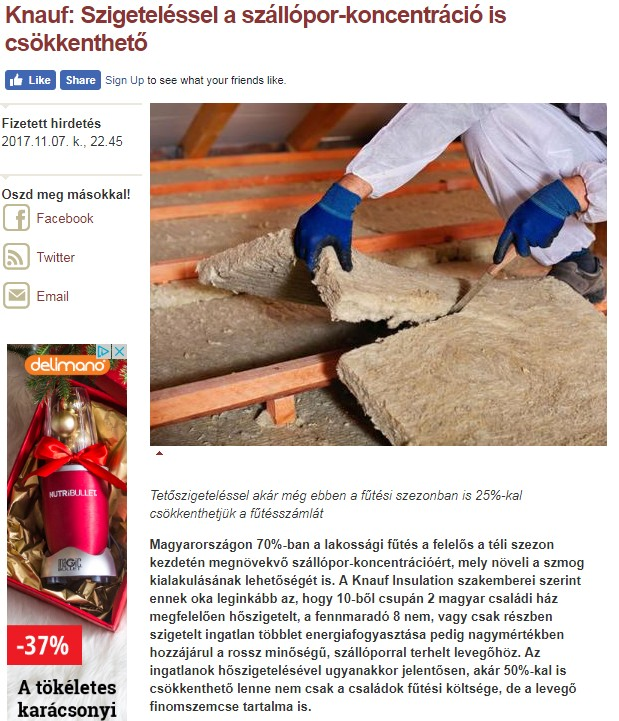 Knauf: Szigeteléssel a szállópor-koncentráció is
csökkenthető
Like Share Sign Up to see what your friends like.
Fizetett hirdetés
2017.11.07. k., 22.45
Oszd meg másokkal!
Facebook
Twitter
Email
delimano
NUTRIBULLET
MAGIC
BULLET
-37%
A tökéletes
karácsonyi
Tetőszigeteléssel akár még ebben a fűtési szezonban is 25%-kal
csökkenthetjük a fűtésszámlát
Magyarországon 70%-ban a lakossági fűtés a felelős a téli szezon
kezdetén megnövekvő szállópor-koncentrációért, mely növeli a szmog
kialakulásának lehetőségét is. A Knauf Insulation szakemberei szerint
ennek oka leginkább az, hogy 10-ből csupán 2 magyar családi ház
megfelelően hőszigetelt, a fennmaradó 8 nem, vagy csak részben
szigetelt ingatlan többlet energiafogyasztása pedig nagymértékben
hozzájárul a rossz minőségű, szállóporral terhelt levegőhöz. Az
ingatlanok hőszigetelésével ugyanakkor jelentősen, akár 50%-kal is
csökkenthető lenne nem csak a családok fűtési költsége, de a levegő
finomszemcse tartalma is.